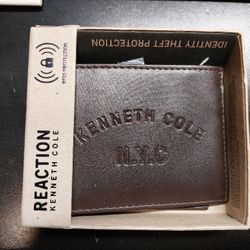 IDENTITY THEFT PROTECTION
RFID PROTECTION
REACTION
KENNETH COLE
KENNETH COLE
N.Y.C